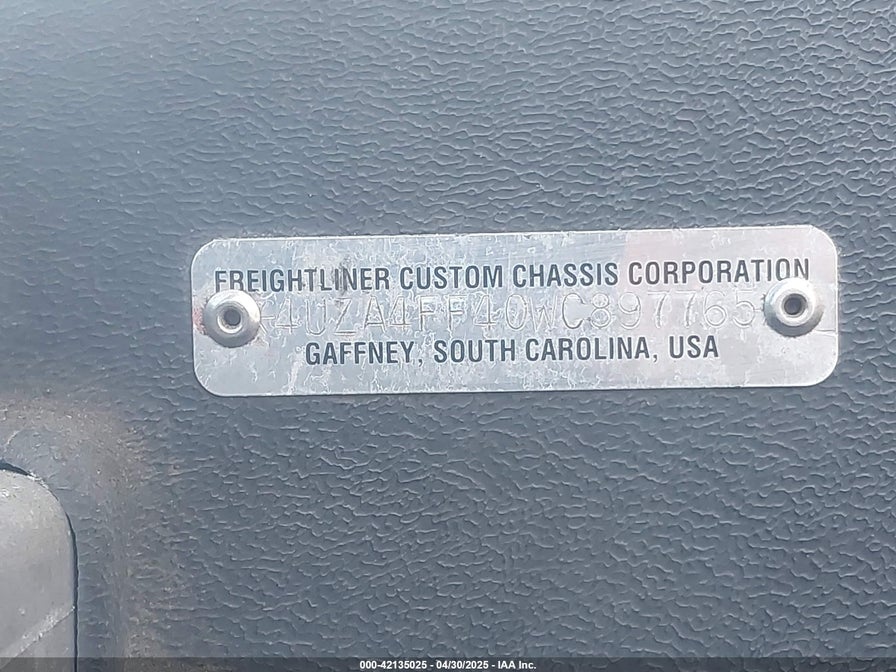 FREIGHTLINER CUSTOM CHASSIS CORPORATION
4UZA4FF40WC897765
GAFFNEY, SOUTH CAROLINA, USA
000-42135025 - 04/30/2025 - IAA Inc.